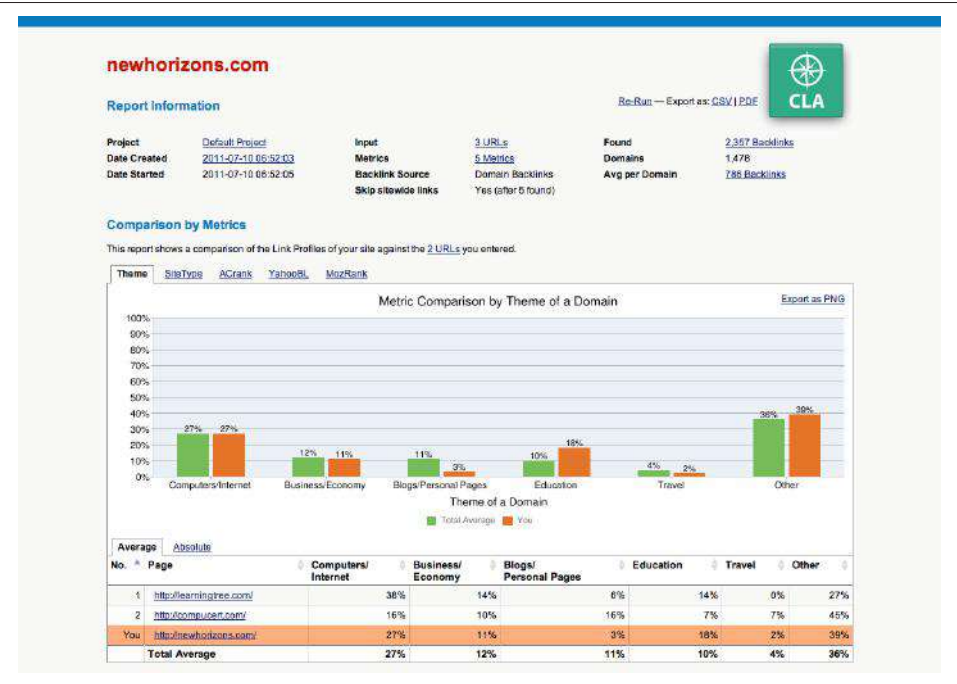 newhorizons.com
CLA
Report Information
Re-Run — Export as: CSV | PDF
Project Default Project Input 3 URLs Found 2,357 Backlinks
Date Created 2011-07-10 06:52:03 Metrics 5 Metrics Domains 1,478
Date Started 2011-07-10 06:52:05 Backlink Source Domain Backlinks Avg per Domain 786 Backlinks
Skip sitewide links Yes (after 5 found)
Comparison by Metrics
This report shows a comparison of the Link Profiles of your site against the 2 URLs you entered.
Theme SiteType ACrank YahooBL MozRank
Metric Comparison by Theme of a Domain Export as PNG
100%
90%
80%
70%
60%
50%
40%
30%
20%
10%
0%
27% 27% 12% 11% 11% 3% 10% 18% 4% 2% 36% 39%
Computers/Internet Business/Economy Blogs/Personal Pages Education Travel Other
Theme of a Domain
Total Average You
Average Absolute
No. Page Computers/ Business/ Blogs/ Education Travel Other
Internet Economy Personal Pages
1 http://learningtree.com/ 38% 14% 6% 14% 0% 27%
2 http://compucert.com/ 16% 10% 16% 7% 7% 45%
You http://newhorizons.com/ 27% 11% 3% 18% 2% 39%
Total Average 27% 12% 11% 10% 4% 36%